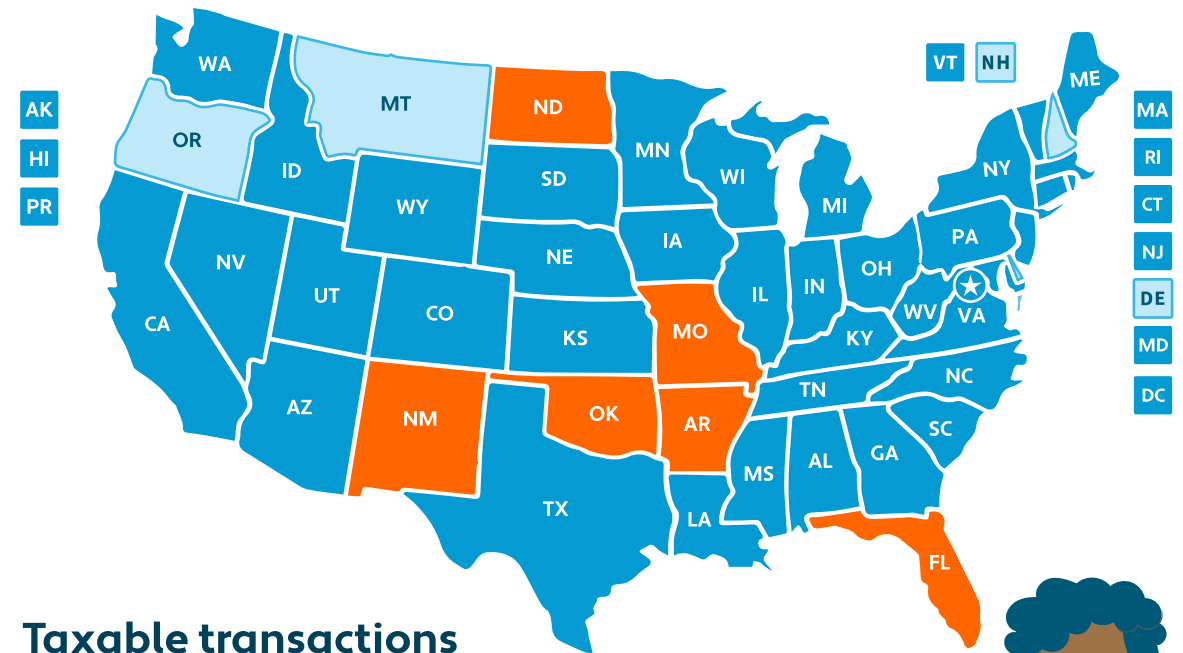 WA
MT
ND
MN
VT
NH
ME
AK
HI
PR
OR
ID
WY
SD
WI
MI
NY
MA
RI
CT
NJ
DE
MD
DC
NV
UT
CO
NE
IA
IL
IN
OH
PA
WV
VA
CA
AZ
NM
KS
OK
MO
AR
KY
TN
NC
SC
TX
LA
MS
AL
GA
FL
Taxable transactions